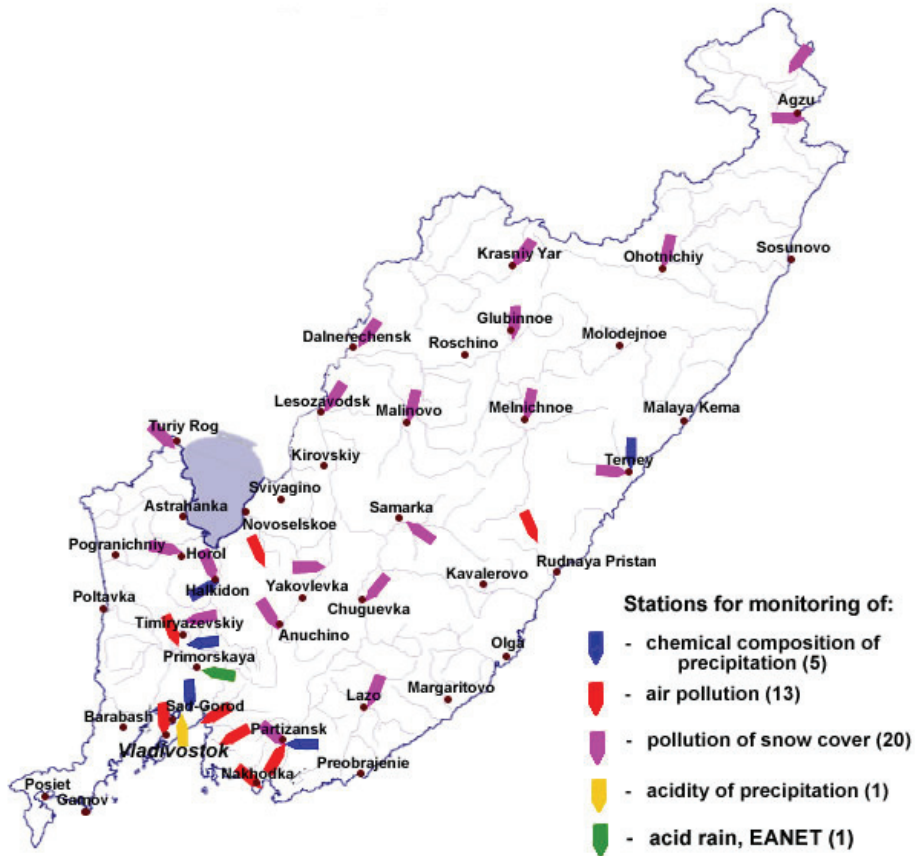 Agzu
Krasniy Yar
Ohotnichiy
Sosunovo
Dalnerechensk
Glubinnoe
Roschino
Molodejnoe
Lesozavodsk
Malinovo
Melnichnoe
Malaya Kema
Turiy Rog
Kirovskiy
Terney
Sviyagino
Astrahanka
Novoselskoe
Samarka
Pogranichniy
Horol
Rudnaya Pristan
Halkidon
Yakovlevka
Kavalerovo
Poltavka
Chuguevka
Timiryazevskiy
Anuchino
Primorskaya
Olga
Lazo
Margaritovo
Sad-Gorod
Barabash
Partizansk
Vladivostok
Preobrajenie
Nakhodka
Posiet
Gamov
Stations for monitoring of:
- chemical composition of
precipitation (5)
- air pollution (13)
- pollution of snow cover (20)
- acidity of precipitation (1)
- acid rain, EANET (1)